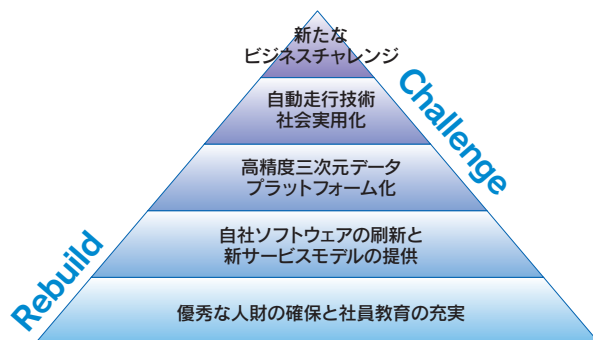 新たな
ビジネスチャレンジ
自動走行技術
社会実用化
Challenge
高精度三次元データ
プラットフォーム化
自社ソフトウェアの刷新と
新サービスモデルの提供
Rebuild
優秀な人財の確保と社員教育の充実